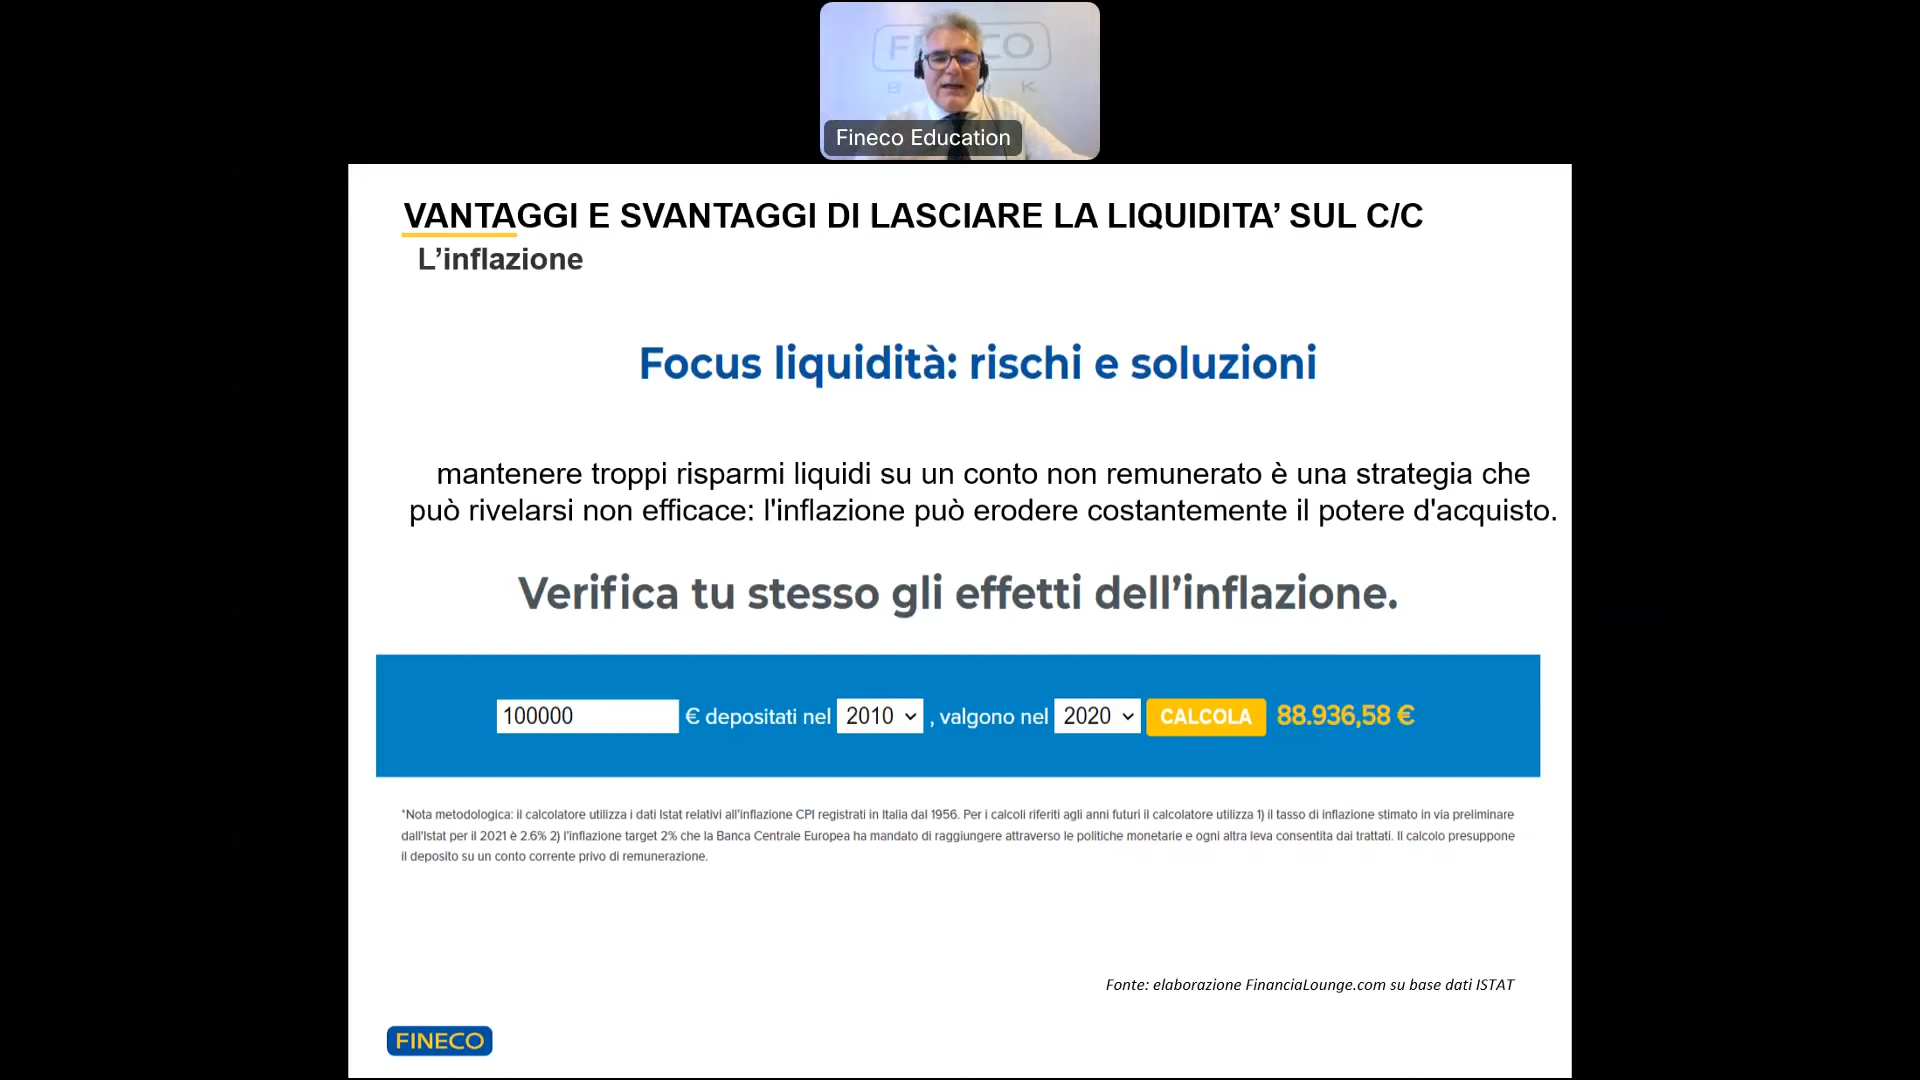 FINECO
B K
Fineco Education
VANTAGGI E SVANTAGGI DI LASCIARE LA LIQUIDITA’ SUL C/C
L’inflazione
Focus liquidità: rischi e soluzioni
mantenere troppi risparmi liquidi su un conto non remunerato è una strategia che
può rivelarsi non efficace: l'inflazione può erodere costantemente il potere d'acquisto.
Verifica tu stesso gli effetti dell’inflazione.
100000 € depositati nel 2010 , valgono nel 2020 CALCOLA 88.936,58 €
*Nota metodologica: il calcolatore utilizza i dati Istat relativi all'inflazione CPI registrati in Italia dal 1956. Per i calcoli riferiti agli anni futuri il calcolatore utilizza 1) il tasso di inflazione stimato in via preliminare
dall'Istat per il 2021 è 2.6% 2) l'inflazione target 2% che la Banca Centrale Europea ha mandato di raggiungere attraverso le politiche monetarie e ogni altra leva consentita dai trattati. Il calcolo presuppone
il deposito su un conto corrente privo di remunerazione.
Fonte: elaborazione FinanciaLounge.com su base dati ISTAT
FINECO